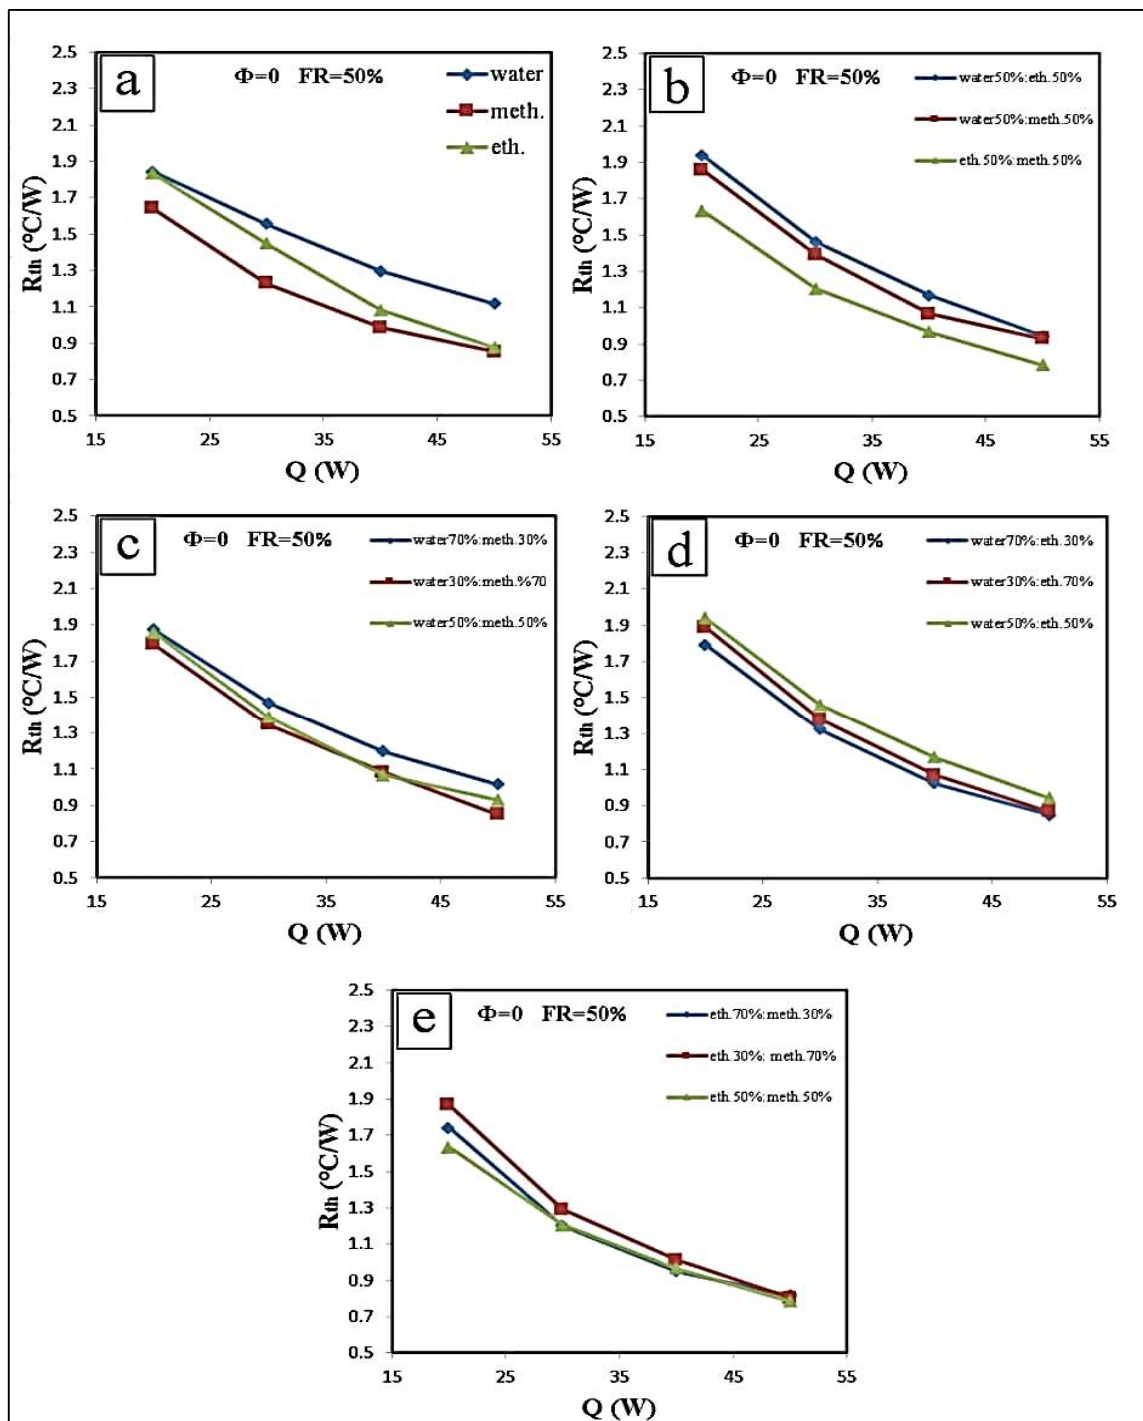 a
Φ=0 FR=50%
water
meth.
eth.
2.5
2.3
2.1
1.9
1.7
1.5
1.3
1.1
0.9
0.7
0.5
Rth (°C/W)
15 25 35 45 55
Q (W)
b
Φ=0 FR=50%
water50%:eth.50%
water50%:meth.50%
eth.50%:meth.50%
2.5
2.3
2.1
1.9
1.7
1.5
1.3
1.1
0.9
0.7
0.5
Rth (°C/W)
15 25 35 45 55
Q (W)
c
Φ=0 FR=50%
water70%:meth.30%
water30%:meth.%70
water50%:meth.50%
2.5
2.3
2.1
1.9
1.7
1.5
1.3
1.1
0.9
0.7
0.5
Rth (°C/W)
15 25 35 45 55
Q (W)
d
Φ=0 FR=50%
water70%:eth.30%
water30%:eth.70%
water50%:eth.50%
2.5
2.3
2.1
1.9
1.7
1.5
1.3
1.1
0.9
0.7
0.5
Rth (°C/W)
15 25 35 45 55
Q (W)
e
Φ=0 FR=50%
eth.70%:meth.30%
eth.30%: meth.70%
eth.50%:meth.50%
2.5
2.3
2.1
1.9
1.7
1.5
1.3
1.1
0.9
0.7
0.5
Rth (°C/W)
15 25 35 45 55
Q (W)